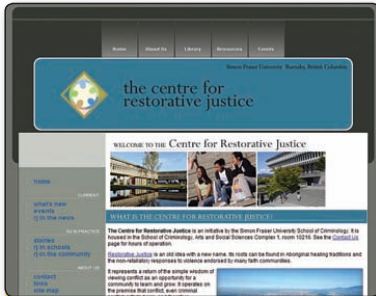 Home About Us Library Resources Events
Simon Fraser University Burnaby, British Columbia
the centre for
restorative justice
WELCOME TO THE Centre for Restorative Justice
home
CURRENT
what's new
events
rj in the news
RJ IN PRACTICE
stories
rj in schools
rj in the community
ABOUT US
contact
links
site map
WHAT IS THE CENTRE FOR RESTORATIVE JUSTICE?
The Centre for Restorative Justice is an initiative by the Simon Fraser University School of Criminology. It is
housed in the School of Criminology, Arts and Social Sciences Complex 1, room 10216. See the Contact Us
page for hours of operation.
Restorative Justice is an old idea with a new name. Its roots can be found in Aboriginal healing traditions and
the non-retaliatory responses to violence endorsed by many faith communities.
It represents a return of the simple wisdom of
viewing conflict as an opportunity for a
community to learn and grow. It operates on
the premise that conflict, even criminal